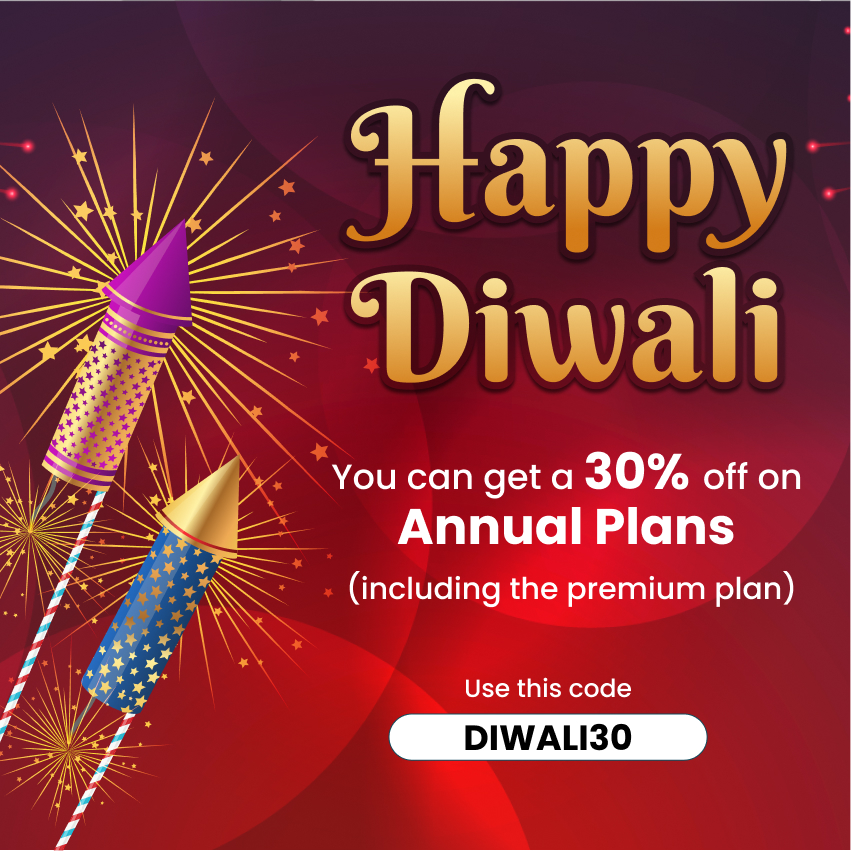 Happy
Diwali
You can get a 30% off on
Annual Plans
(including the premium plan)
Use this code
DIWALI30